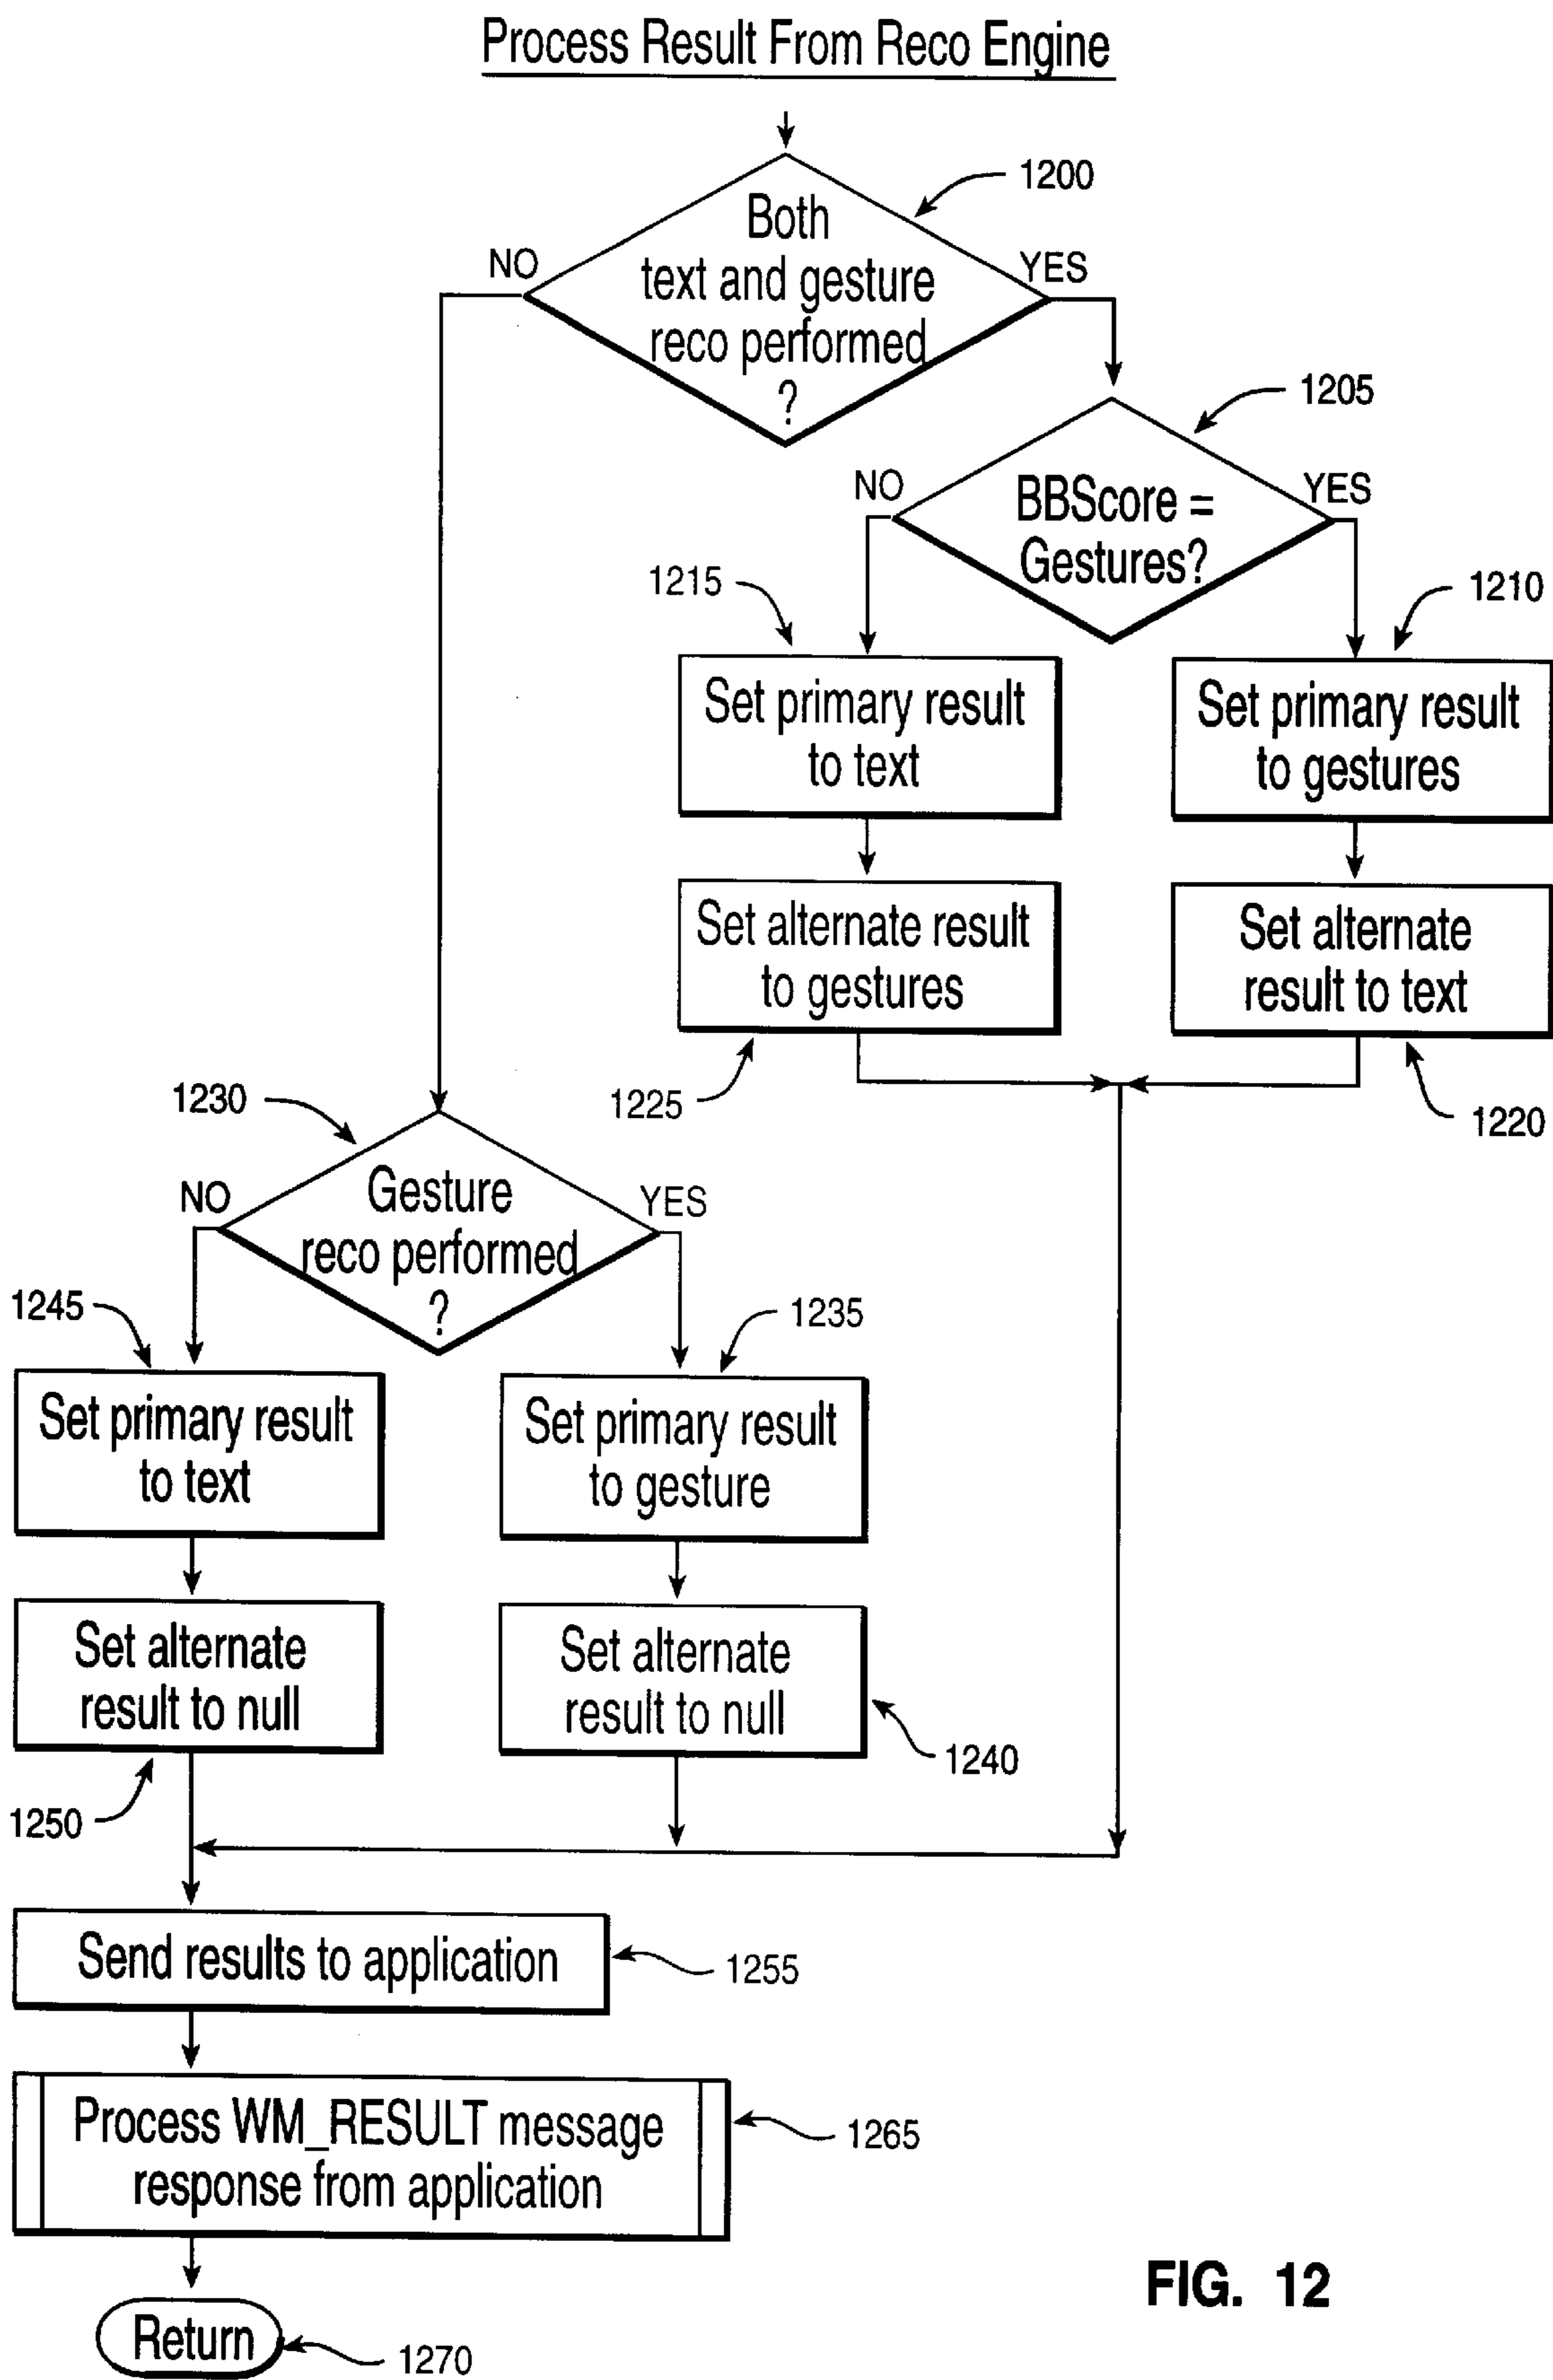 Process Result From Reco Engine
1200
Both
text and gesture
reco performed
?
NO
YES
1205
BBScore =
Gestures?
NO
YES
1215
1210
Set primary result
to text
Set primary result
to gestures
Set alternate result
to gestures
Set alternate
result to text
1225
1220
1230
Gesture
reco performed
?
NO
YES
1245
1235
Set primary result
to text
Set primary result
to gesture
Set alternate
result to null
Set alternate
result to null
1240
1250
Send results to application
1255
Process WM_RESULT message
response from application
1265
Return
1270
FIG. 12